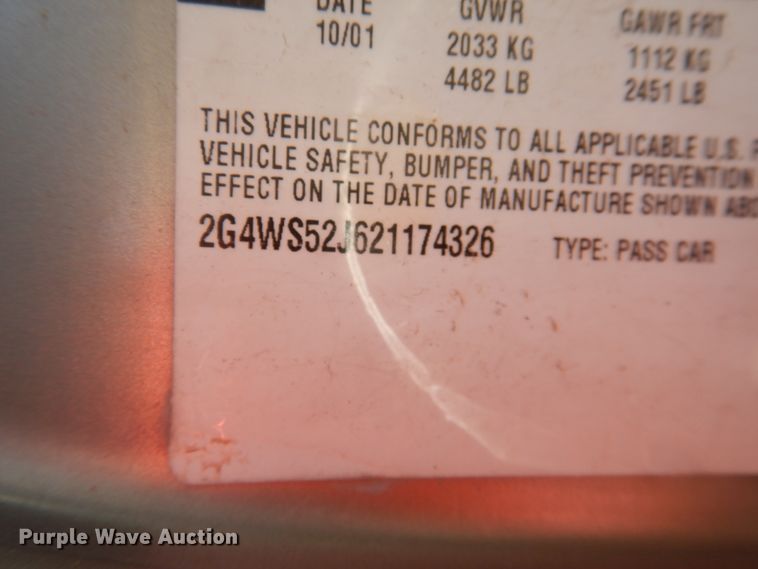 DATE GVWR GAWR FRT
10/01 2033 KG 1112 KG
4482 LB 2451 LB
THIS VEHICLE CONFORMS TO ALL APPLICABLE U.S. F
VEHICLE SAFETY, BUMPER, AND THEFT PREVENTION
EFFECT ON THE DATE OF MANUFACTURE SHOWN ABO
2G4WS52J621174326 TYPE: PASS CAR
Purple Wave Auction